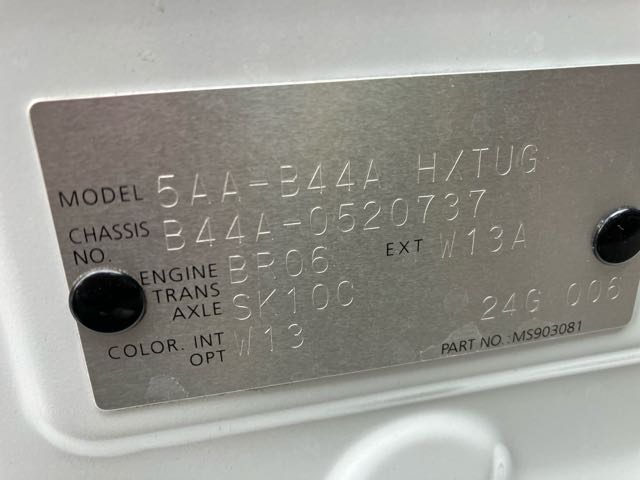 MODEL 5AA-B44A HXTUG
CHASSIS NO. B44A-0520737
ENGINE BR06 EXT W13A
TRANS AXLE SK10C 24G 006
COLOR. INT OPT W13
PART NO.:MS903081